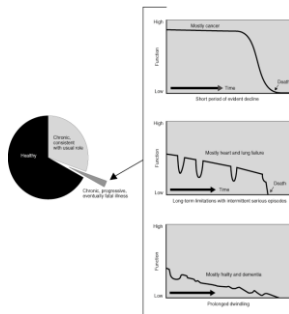 Healthy
Chronic,
consistent
with usual role
Chronic, progressive,
eventually fatal illness
High
Mostly cancer
Function
Death
Low
Time
Short period of evident decline
High
Mostly heart and lung failure
Function
Death
Low
Time
Long term limitations with intermittent serious episodes
High
Mostly frailty and dementia
Function
Death
Low
Time
Prolonged dwindling